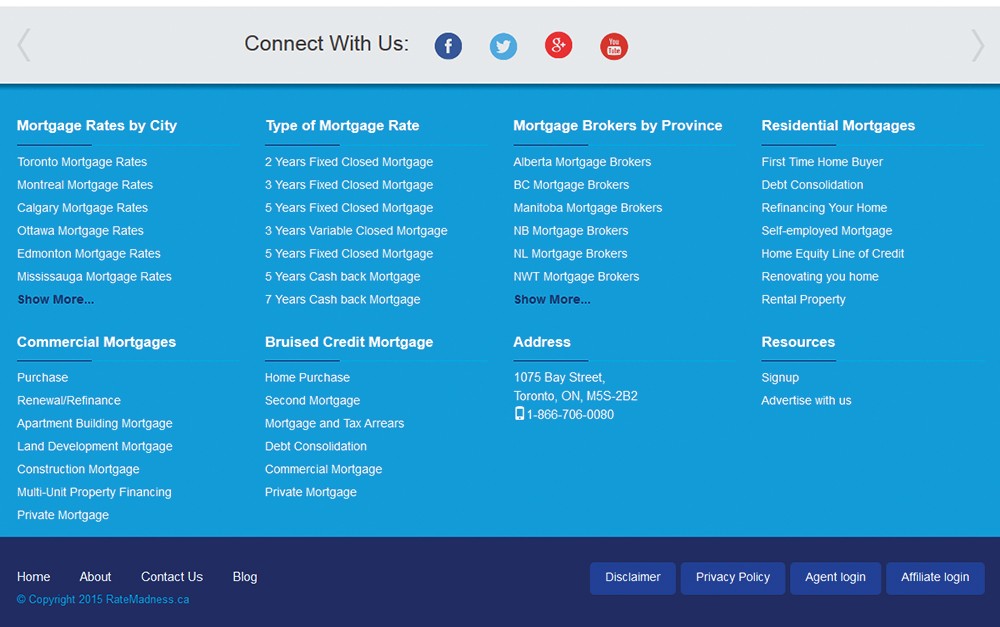 Connect With Us:
f
g+
You
Tube
Mortgage Rates by City
Toronto Mortgage Rates
Montreal Mortgage Rates
Calgary Mortgage Rates
Ottawa Mortgage Rates
Edmonton Mortgage Rates
Mississauga Mortgage Rates
Show More...
Type of Mortgage Rate
2 Years Fixed Closed Mortgage
3 Years Fixed Closed Mortgage
5 Years Fixed Closed Mortgage
3 Years Variable Closed Mortgage
5 Years Fixed Closed Mortgage
5 Years Cash back Mortgage
7 Years Cash back Mortgage
Mortgage Brokers by Province
Alberta Mortgage Brokers
BC Mortgage Brokers
Manitoba Mortgage Brokers
NB Mortgage Brokers
NL Mortgage Brokers
NWT Mortgage Brokers
Show More...
Residential Mortgages
First Time Home Buyer
Debt Consolidation
Refinancing Your Home
Self-employed Mortgage
Home Equity Line of Credit
Renovating you home
Rental Property
Commercial Mortgages
Purchase
Renewal/Refinance
Apartment Building Mortgage
Land Development Mortgage
Construction Mortgage
Multi-Unit Property Financing
Private Mortgage
Bruised Credit Mortgage
Home Purchase
Second Mortgage
Mortgage and Tax Arrears
Debt Consolidation
Commercial Mortgage
Private Mortgage
Address
1075 Bay Street,
Toronto, ON, M5S-2B2
1-866-706-0080
Resources
Signup
Advertise with us
Home About Contact Us Blog
© Copyright 2015 RateMadness.ca
Disclaimer Privacy Policy Agent login Affiliate login